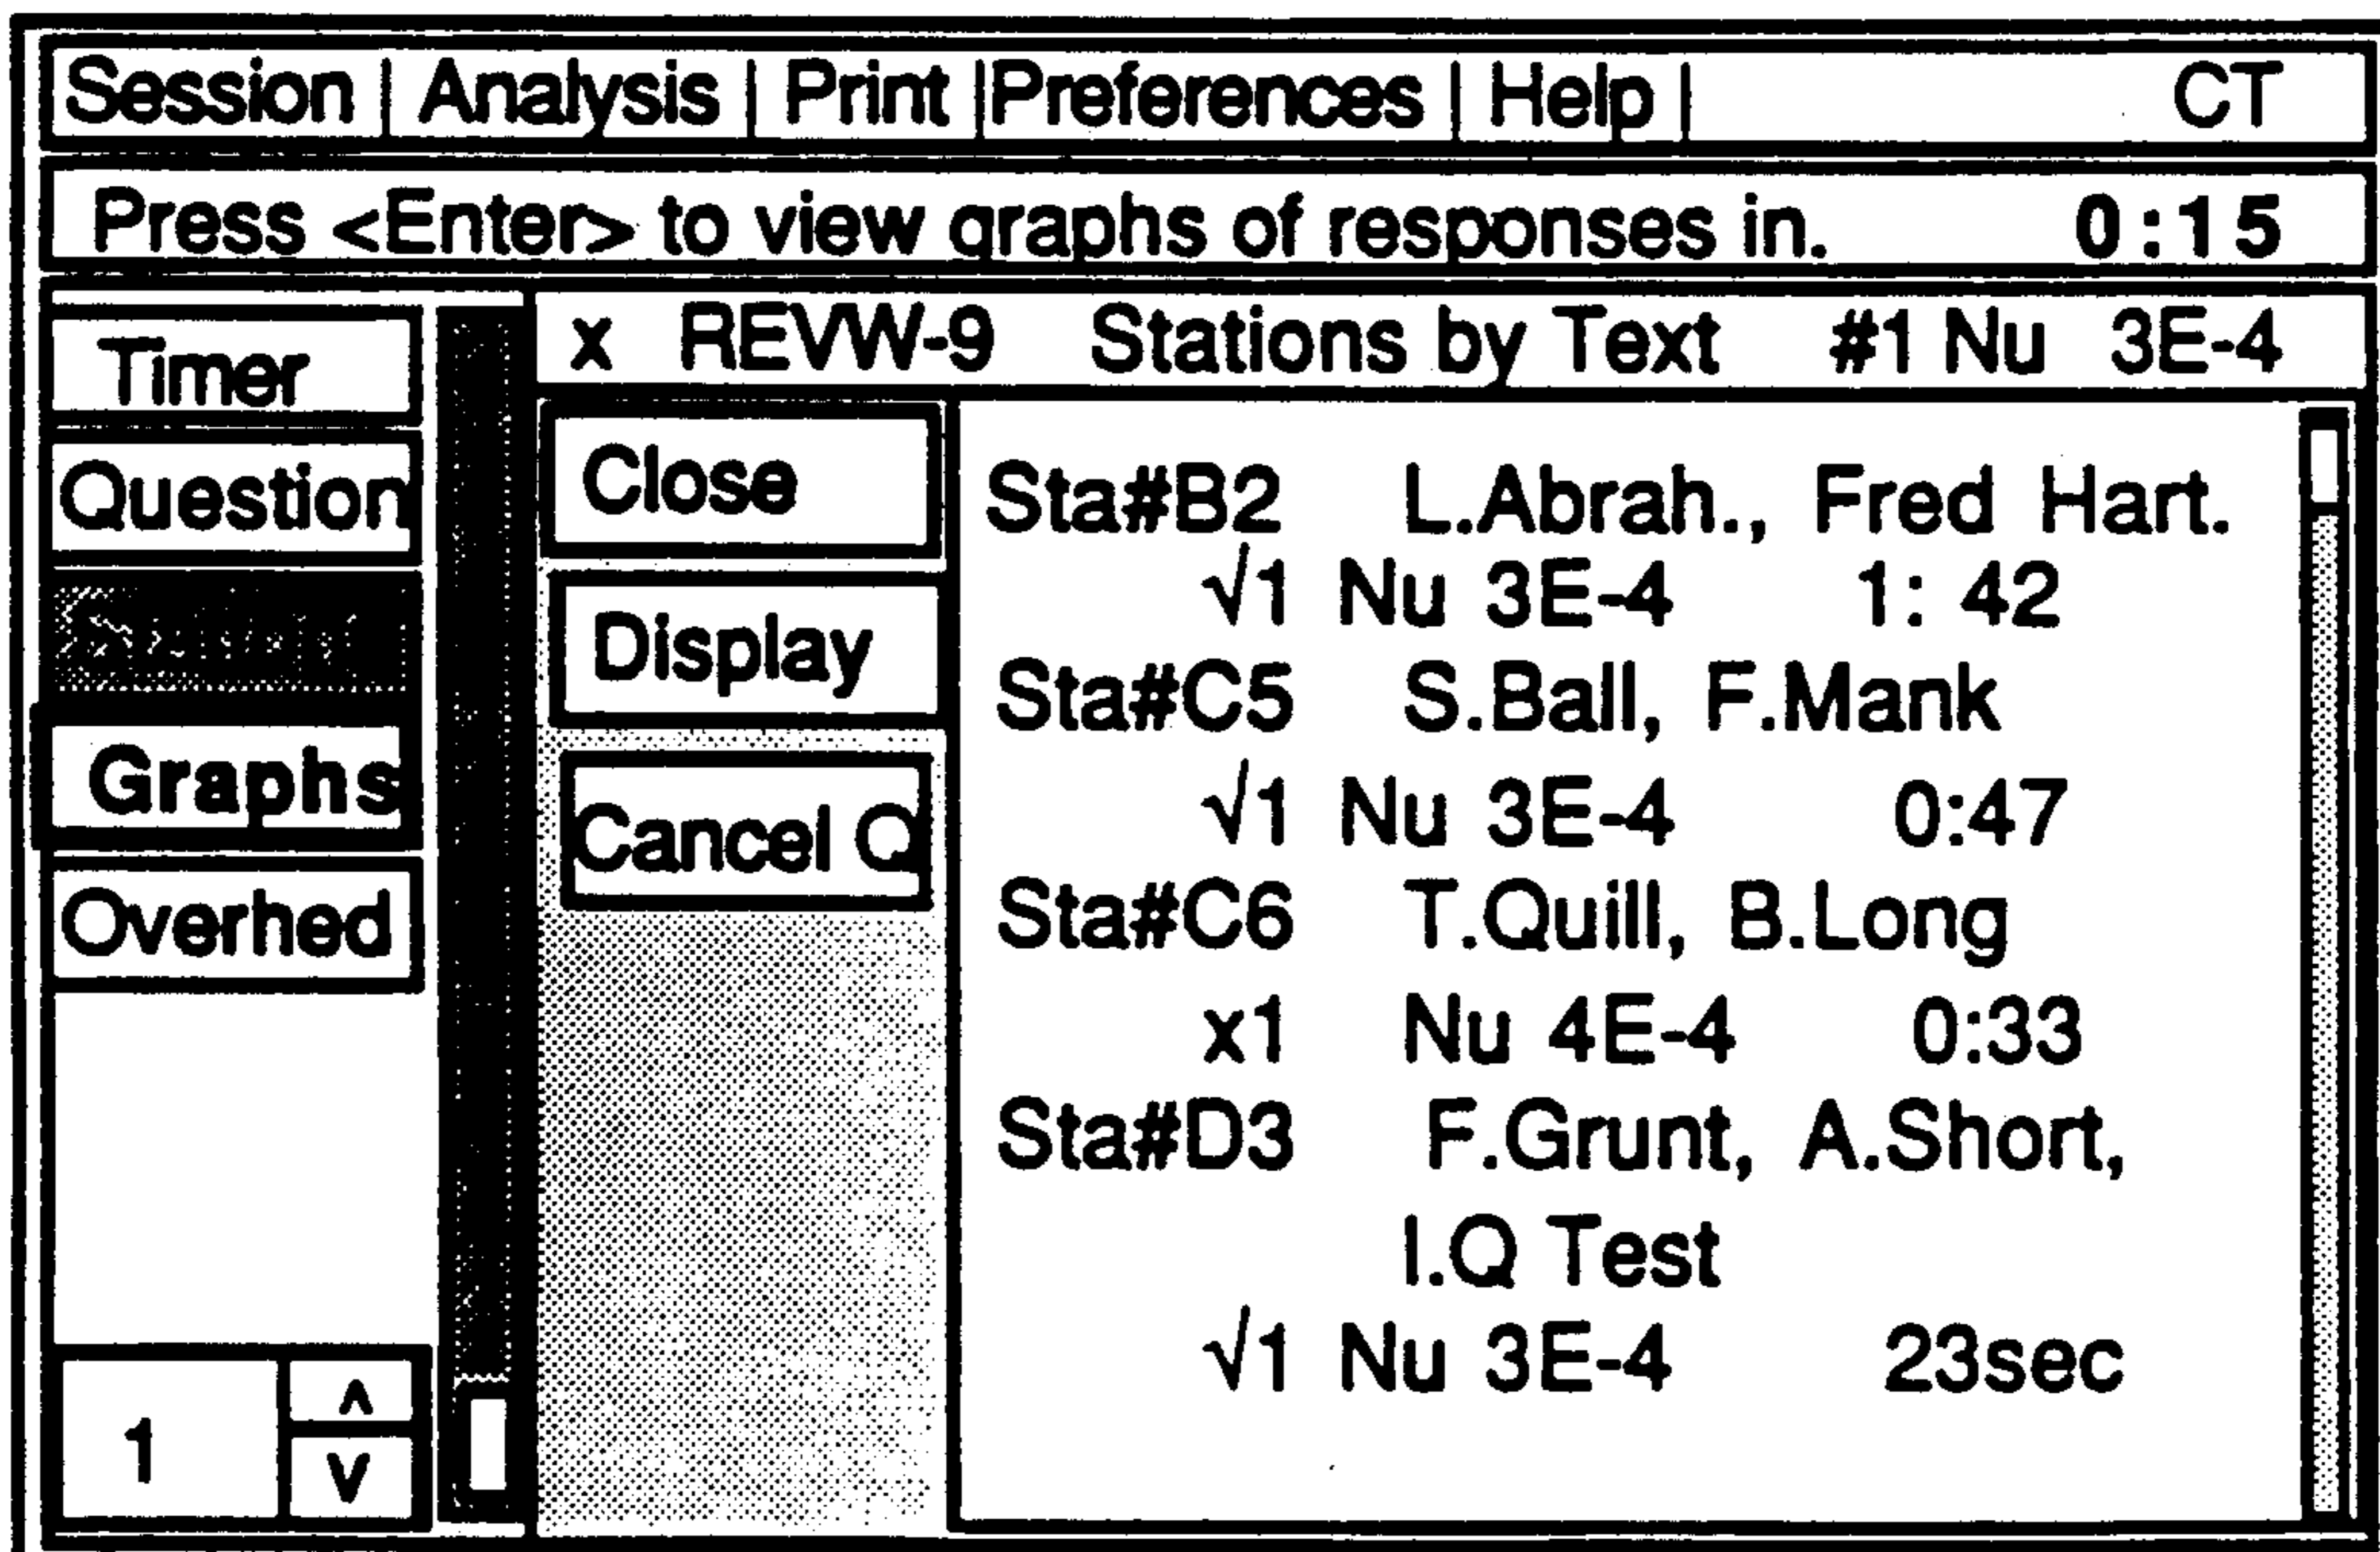 Session | Analysis | Print | Preferences | Help | CT
Press <Enter> to view graphs of responses in. 0:15
x REVW-9 Stations by Text #1 Nu 3E-4
Timer
Question
Graphs
Overhed
1
^
v
Close
Display
Cancel Q
Sta#B2 L.Abrah., Fred Hart.
√1 Nu 3E-4 1: 42
Sta#C5 S.Ball, F.Mank
√1 Nu 3E-4 0:47
Sta#C6 T.Quill, B.Long
x1 Nu 4E-4 0:33
Sta#D3 F.Grunt, A.Short,
I.Q Test
√1 Nu 3E-4 23sec